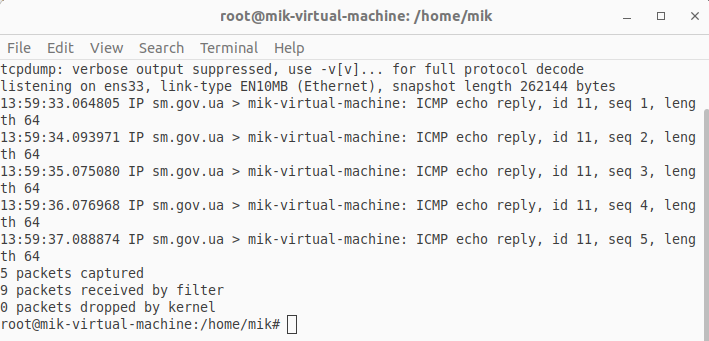 root@mik-virtual-machine: /home/mik
File Edit View Search Terminal Help
tcpdump: verbose output suppressed, use -v[v]... for full protocol decode
listening on ens33, link-type EN10MB (Ethernet), snapshot length 262144 bytes
13:59:33.064805 IP sm.gov.ua > mik-virtual-machine: ICMP echo reply, id 11, seq 1, leng
th 64
13:59:34.093971 IP sm.gov.ua > mik-virtual-machine: ICMP echo reply, id 11, seq 2, leng
th 64
13:59:35.075080 IP sm.gov.ua > mik-virtual-machine: ICMP echo reply, id 11, seq 3, leng
th 64
13:59:36.076968 IP sm.gov.ua > mik-virtual-machine: ICMP echo reply, id 11, seq 4, leng
th 64
13:59:37.088874 IP sm.gov.ua > mik-virtual-machine: ICMP echo reply, id 11, seq 5, leng
th 64
5 packets captured
9 packets received by filter
0 packets dropped by kernel
root@mik-virtual-machine:/home/mik#